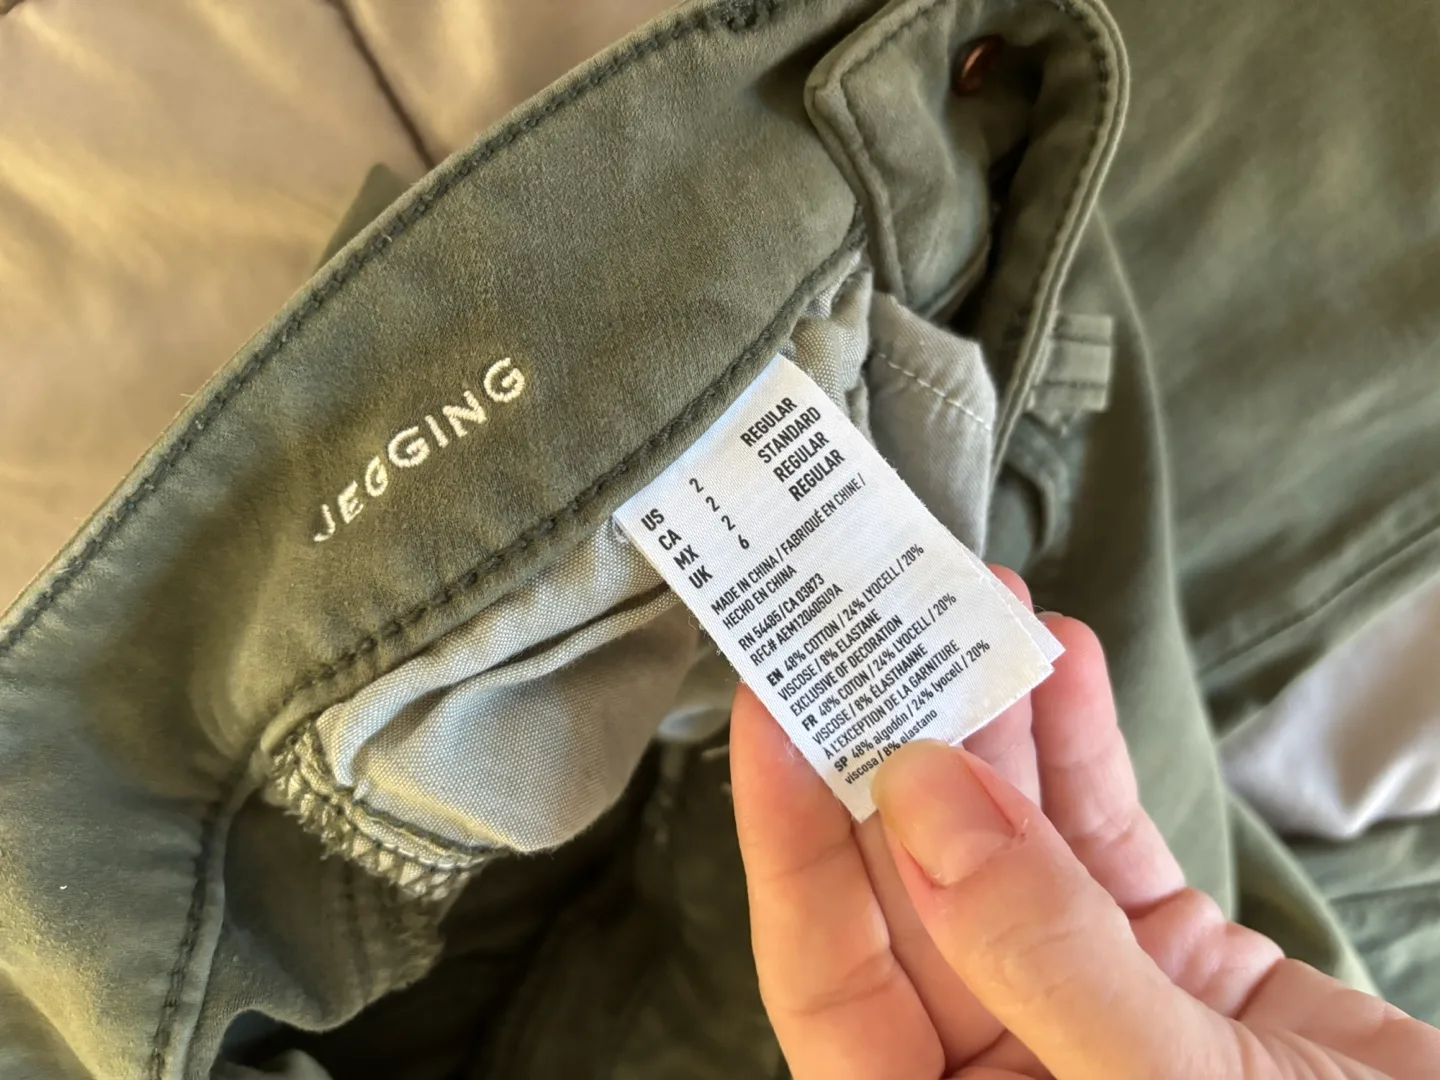 JEGGING
US 2 REGULAR
CA 2 STANDARD
MX 2 REGULAR
UK 6 REGULAR
MADE IN CHINA / FABRIQUÉ EN CHINE /
HECHO EN CHINA
RN 54485 / CA 03873
RFC# AEM120605U9A
EN 48% COTTON / 24% LYOCELL / 20%
VISCOSE / 8% ELASTANE
EXCLUSIVE OF DECORATION
FR 48% COTON / 24% LYOCELL / 20%
VISCOSE / 8% ÉLASTHANNE
À L'EXCEPTION DE LA GARNITURE
SP 48% algodón / 24% lyocell / 20%
viscosa / 8% elastano